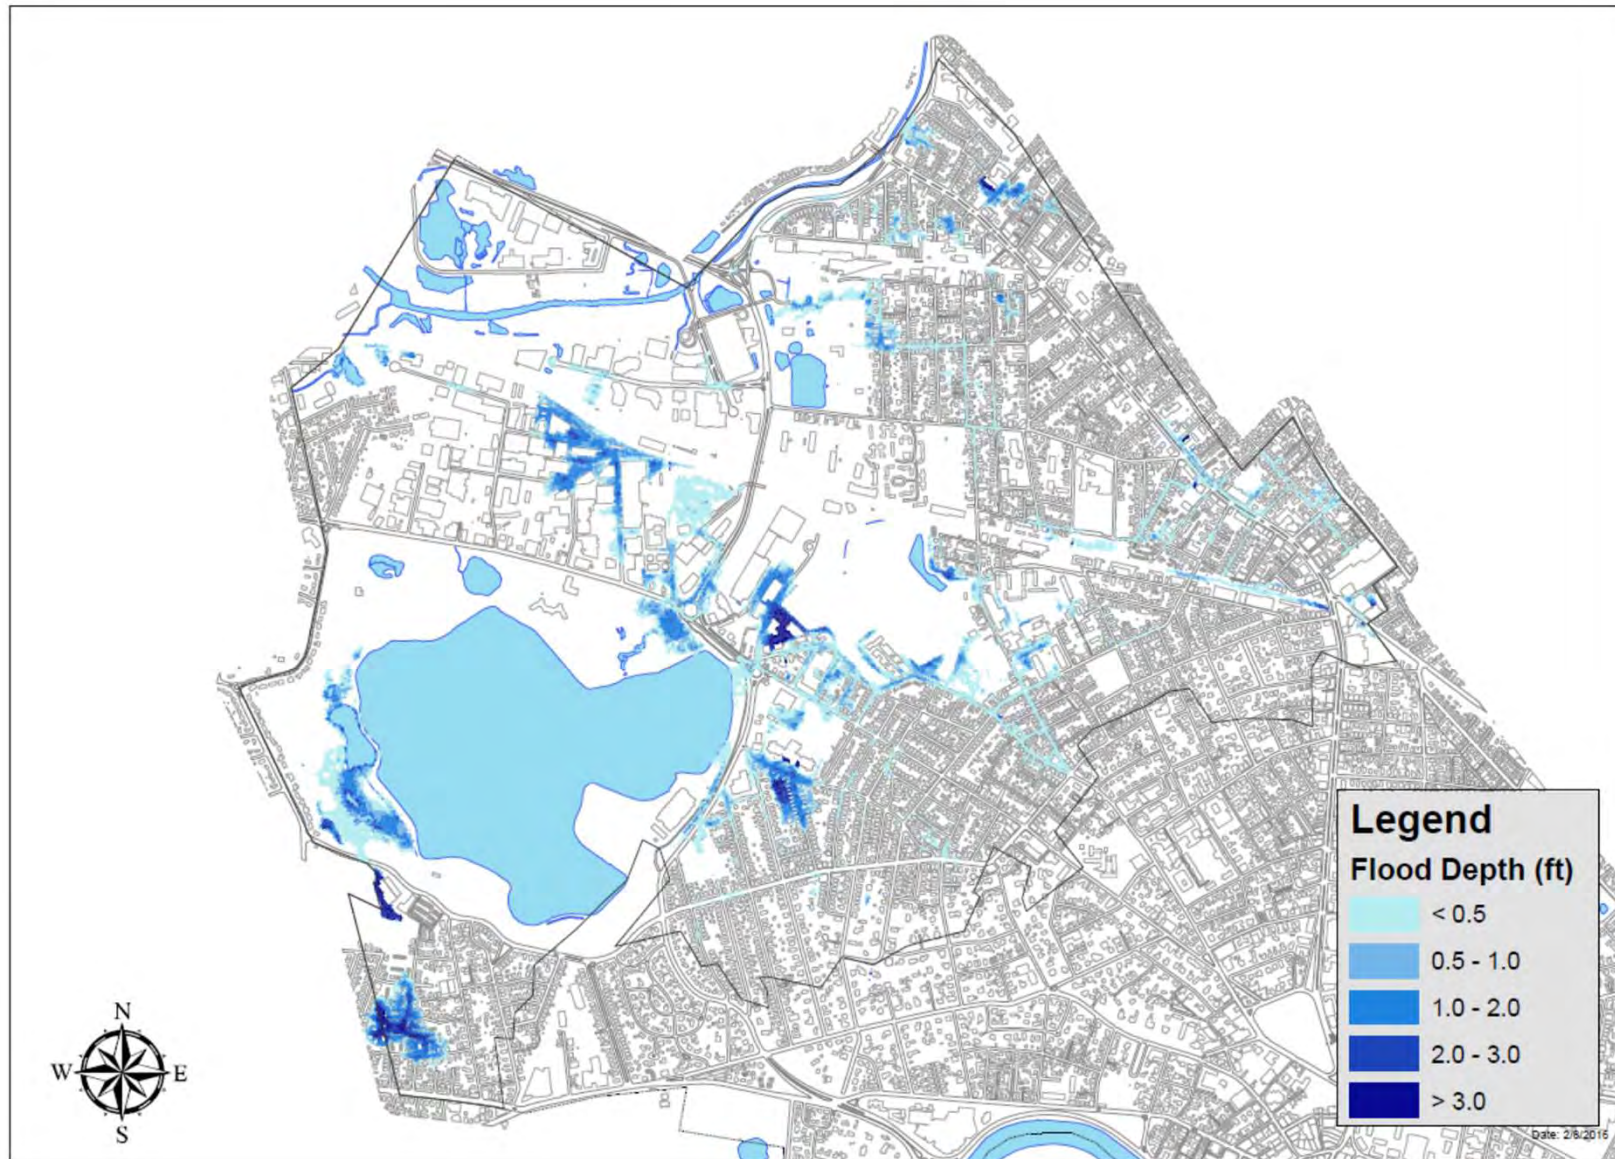 Legend
Flood Depth (ft)
< 0.5
0.5 - 1.0
1.0 - 2.0
2.0 - 3.0
> 3.0
N
W
E
S
Date: 2/8/2016